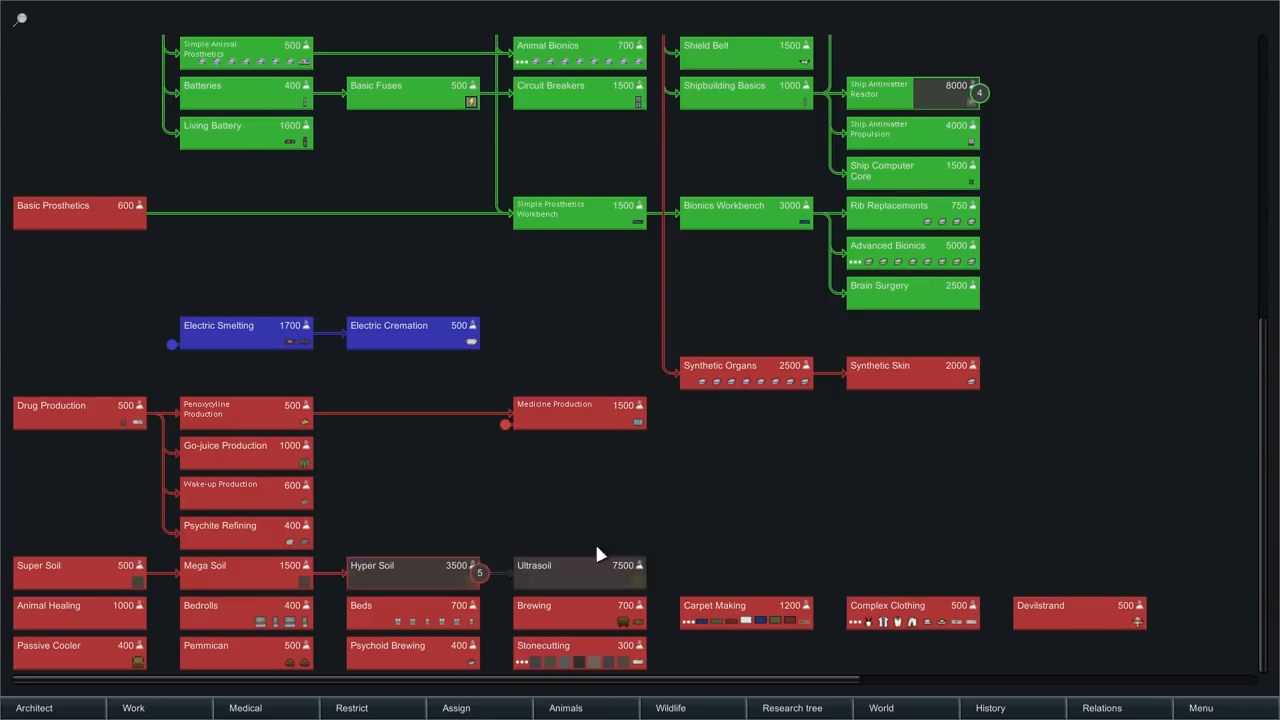 Simple Animal Prosthetics 500
Animal Bionics 700
Shield Belt 1500
Batteries 400
Basic Fuses 500
Circuit Breakers 1500
Shipbuilding Basics 1000
Ship Antimatter Reactor 8000 4
Living Battery 1600
Ship Antimatter Propulsion 4000
Ship Computer Core 1500
Basic Prosthetics 600
Simple Prosthetics Workbench 1500
Bionics Workbench 3000
Rib Replacements 750
Advanced Bionics 5000
Brain Surgery 2500
Electric Smelting 1700
Electric Cremation 500
Synthetic Organs 2500
Synthetic Skin 2000
Drug Production 500
Penoxycyline Production 500
Medicine Production 1500
Go-juice Production 1000
Wake-up Production 600
Psychite Refining 400
Super Soil 500
Mega Soil 1500
Hyper Soil 3500 5
Ultrasoil 7500
Animal Healing 1000
Bedrolls 400
Beds 700
Brewing 700
Carpet Making 1200
Complex Clothing 500
Devilstrand 500
Passive Cooler 400
Pemmican 500
Psychoid Brewing 400
Stonecutting 300
Architect
Work
Medical
Restrict
Assign
Animals
Wildlife
Research tree
World
History
Relations
Menu